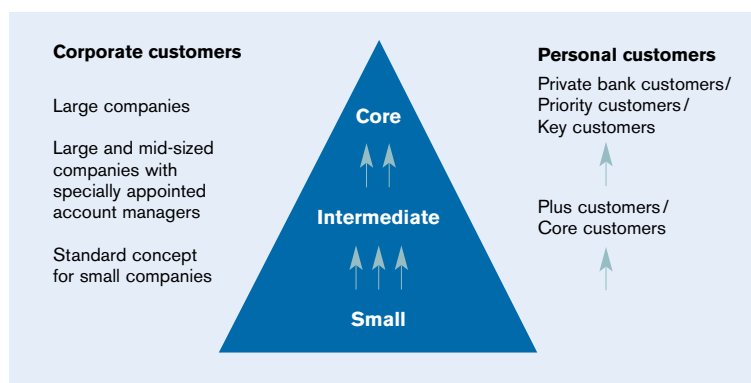 Corporate customers
Large companies
Large and mid-sized
companies with
specially appointed
account managers
Standard concept
for small companies
Core
Intermediate
Small
Personal customers
Private bank customers/
Priority customers/
Key customers
Plus customers/
Core customers